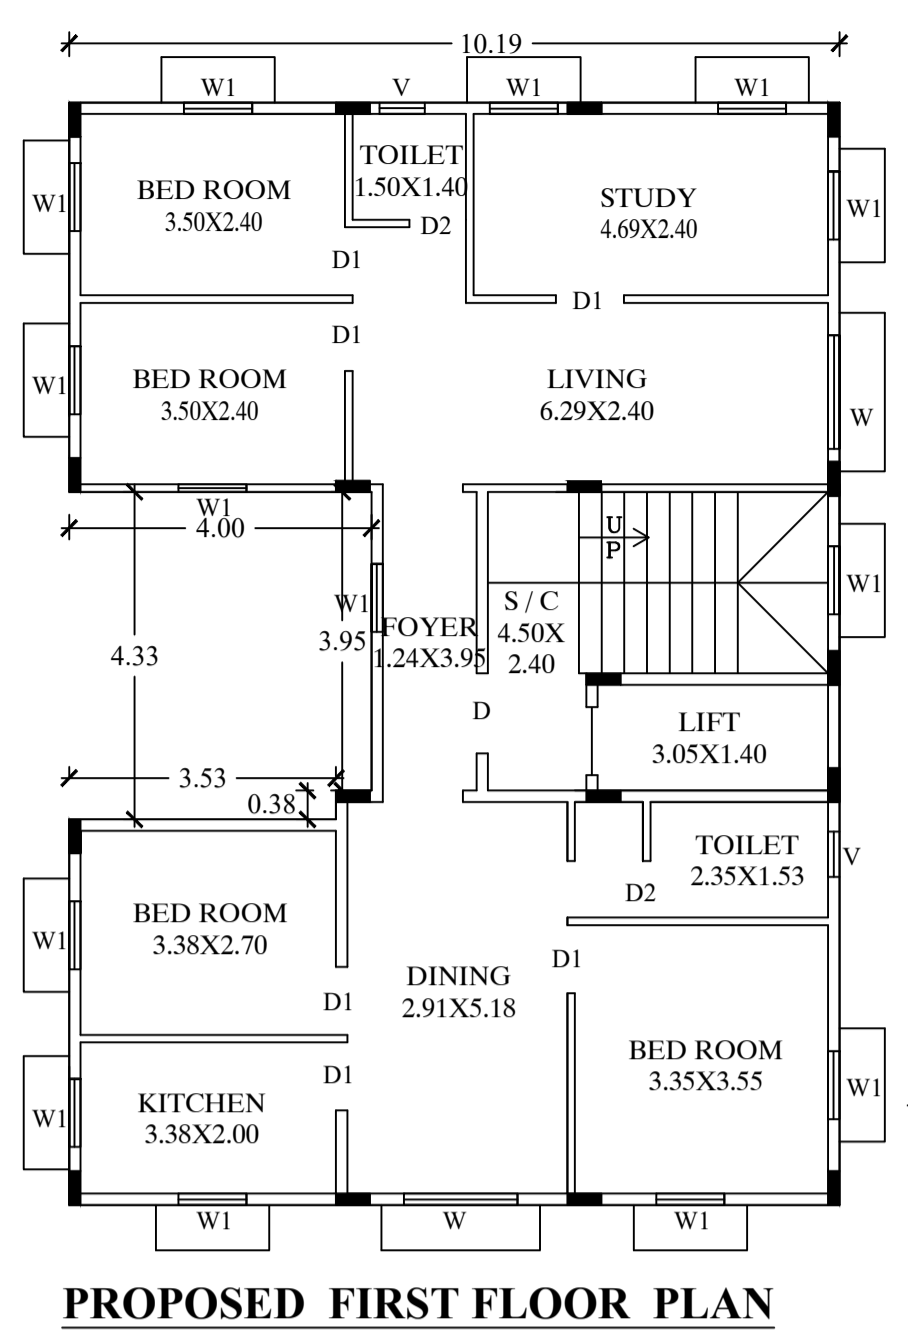 10.19
W1
V
W1
W1
TOILET
1.50X1.40
BED ROOM
3.50X2.40
STUDY
4.69X2.40
W1
W1
D2
D1
D1
D1
BED ROOM
3.50X2.40
LIVING
6.29X2.40
W1
W
W1
4.00
UP
W1
S / C
4.50X
2.40
W1
FOYER
1.24X3.95
3.95
4.33
D
LIFT
3.05X1.40
3.53
0.38
TOILET
2.35X1.53
V
D2
BED ROOM
3.38X2.70
W1
D1
DINING
2.91X5.18
D1
BED ROOM
3.35X3.55
D1
KITCHEN
3.38X2.00
W1
W1
W1
W
W1
PROPOSED FIRST FLOOR PLAN